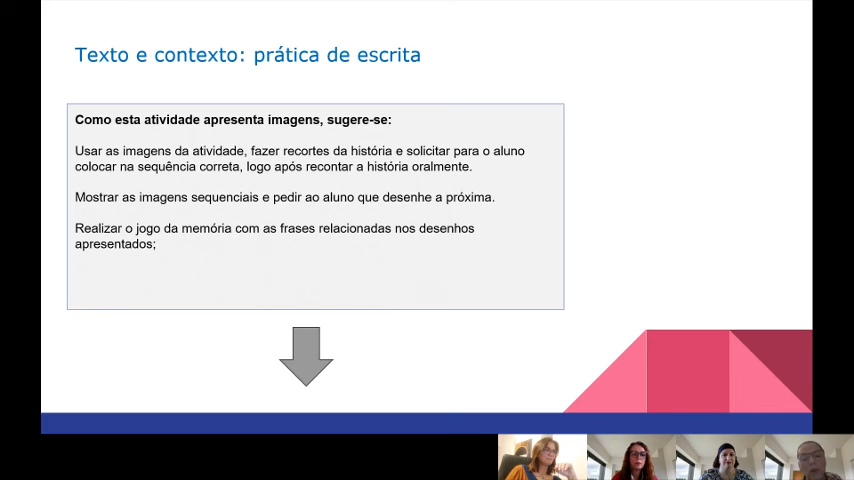 Texto e contexto: prática de escrita
Como esta atividade apresenta imagens, sugere-se:
Usar as imagens da atividade, fazer recortes da história e solicitar para o aluno
colocar na sequência correta, logo após recontar a história oralmente.
Mostrar as imagens sequenciais e pedir ao aluno que desenhe a próxima.
Realizar o jogo da memória com as frases relacionadas nos desenhos
apresentados;